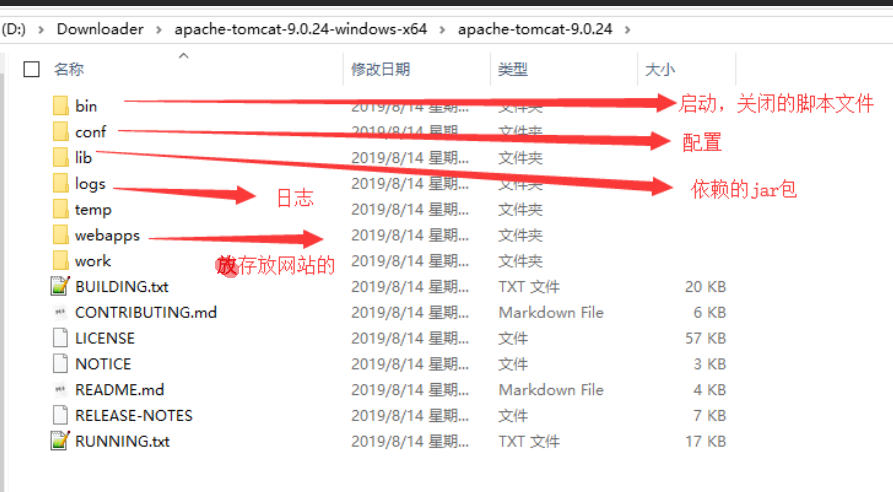 (D:) › Downloader › apache-tomcat-9.0.24-windows-x64 › apache-tomcat-9.0.24 ›
名称 修改日期 类型 大小
bin 2019/8/14 星期... 文件夹 启动，关闭的脚本文件
conf 2019/8/14 星期... 文件夹 配置
lib 2019/8/14 星期... 文件夹 依赖的jar包
logs 日志 2019/8/14 星期... 文件夹
temp 2019/8/14 星期... 文件夹
webapps 2019/8/14 星期... 文件夹
放存放网站的
work 2019/8/14 星期... 文件夹
BUILDING.txt 2019/8/14 星期... TXT 文件 20 KB
CONTRIBUTING.md 2019/8/14 星期... Markdown File 6 KB
LICENSE 2019/8/14 星期... 文件 57 KB
NOTICE 2019/8/14 星期... 文件 3 KB
README.md 2019/8/14 星期... Markdown File 4 KB
RELEASE-NOTES 2019/8/14 星期... 文件 7 KB
RUNNING.txt 2019/8/14 星期... TXT 文件 17 KB